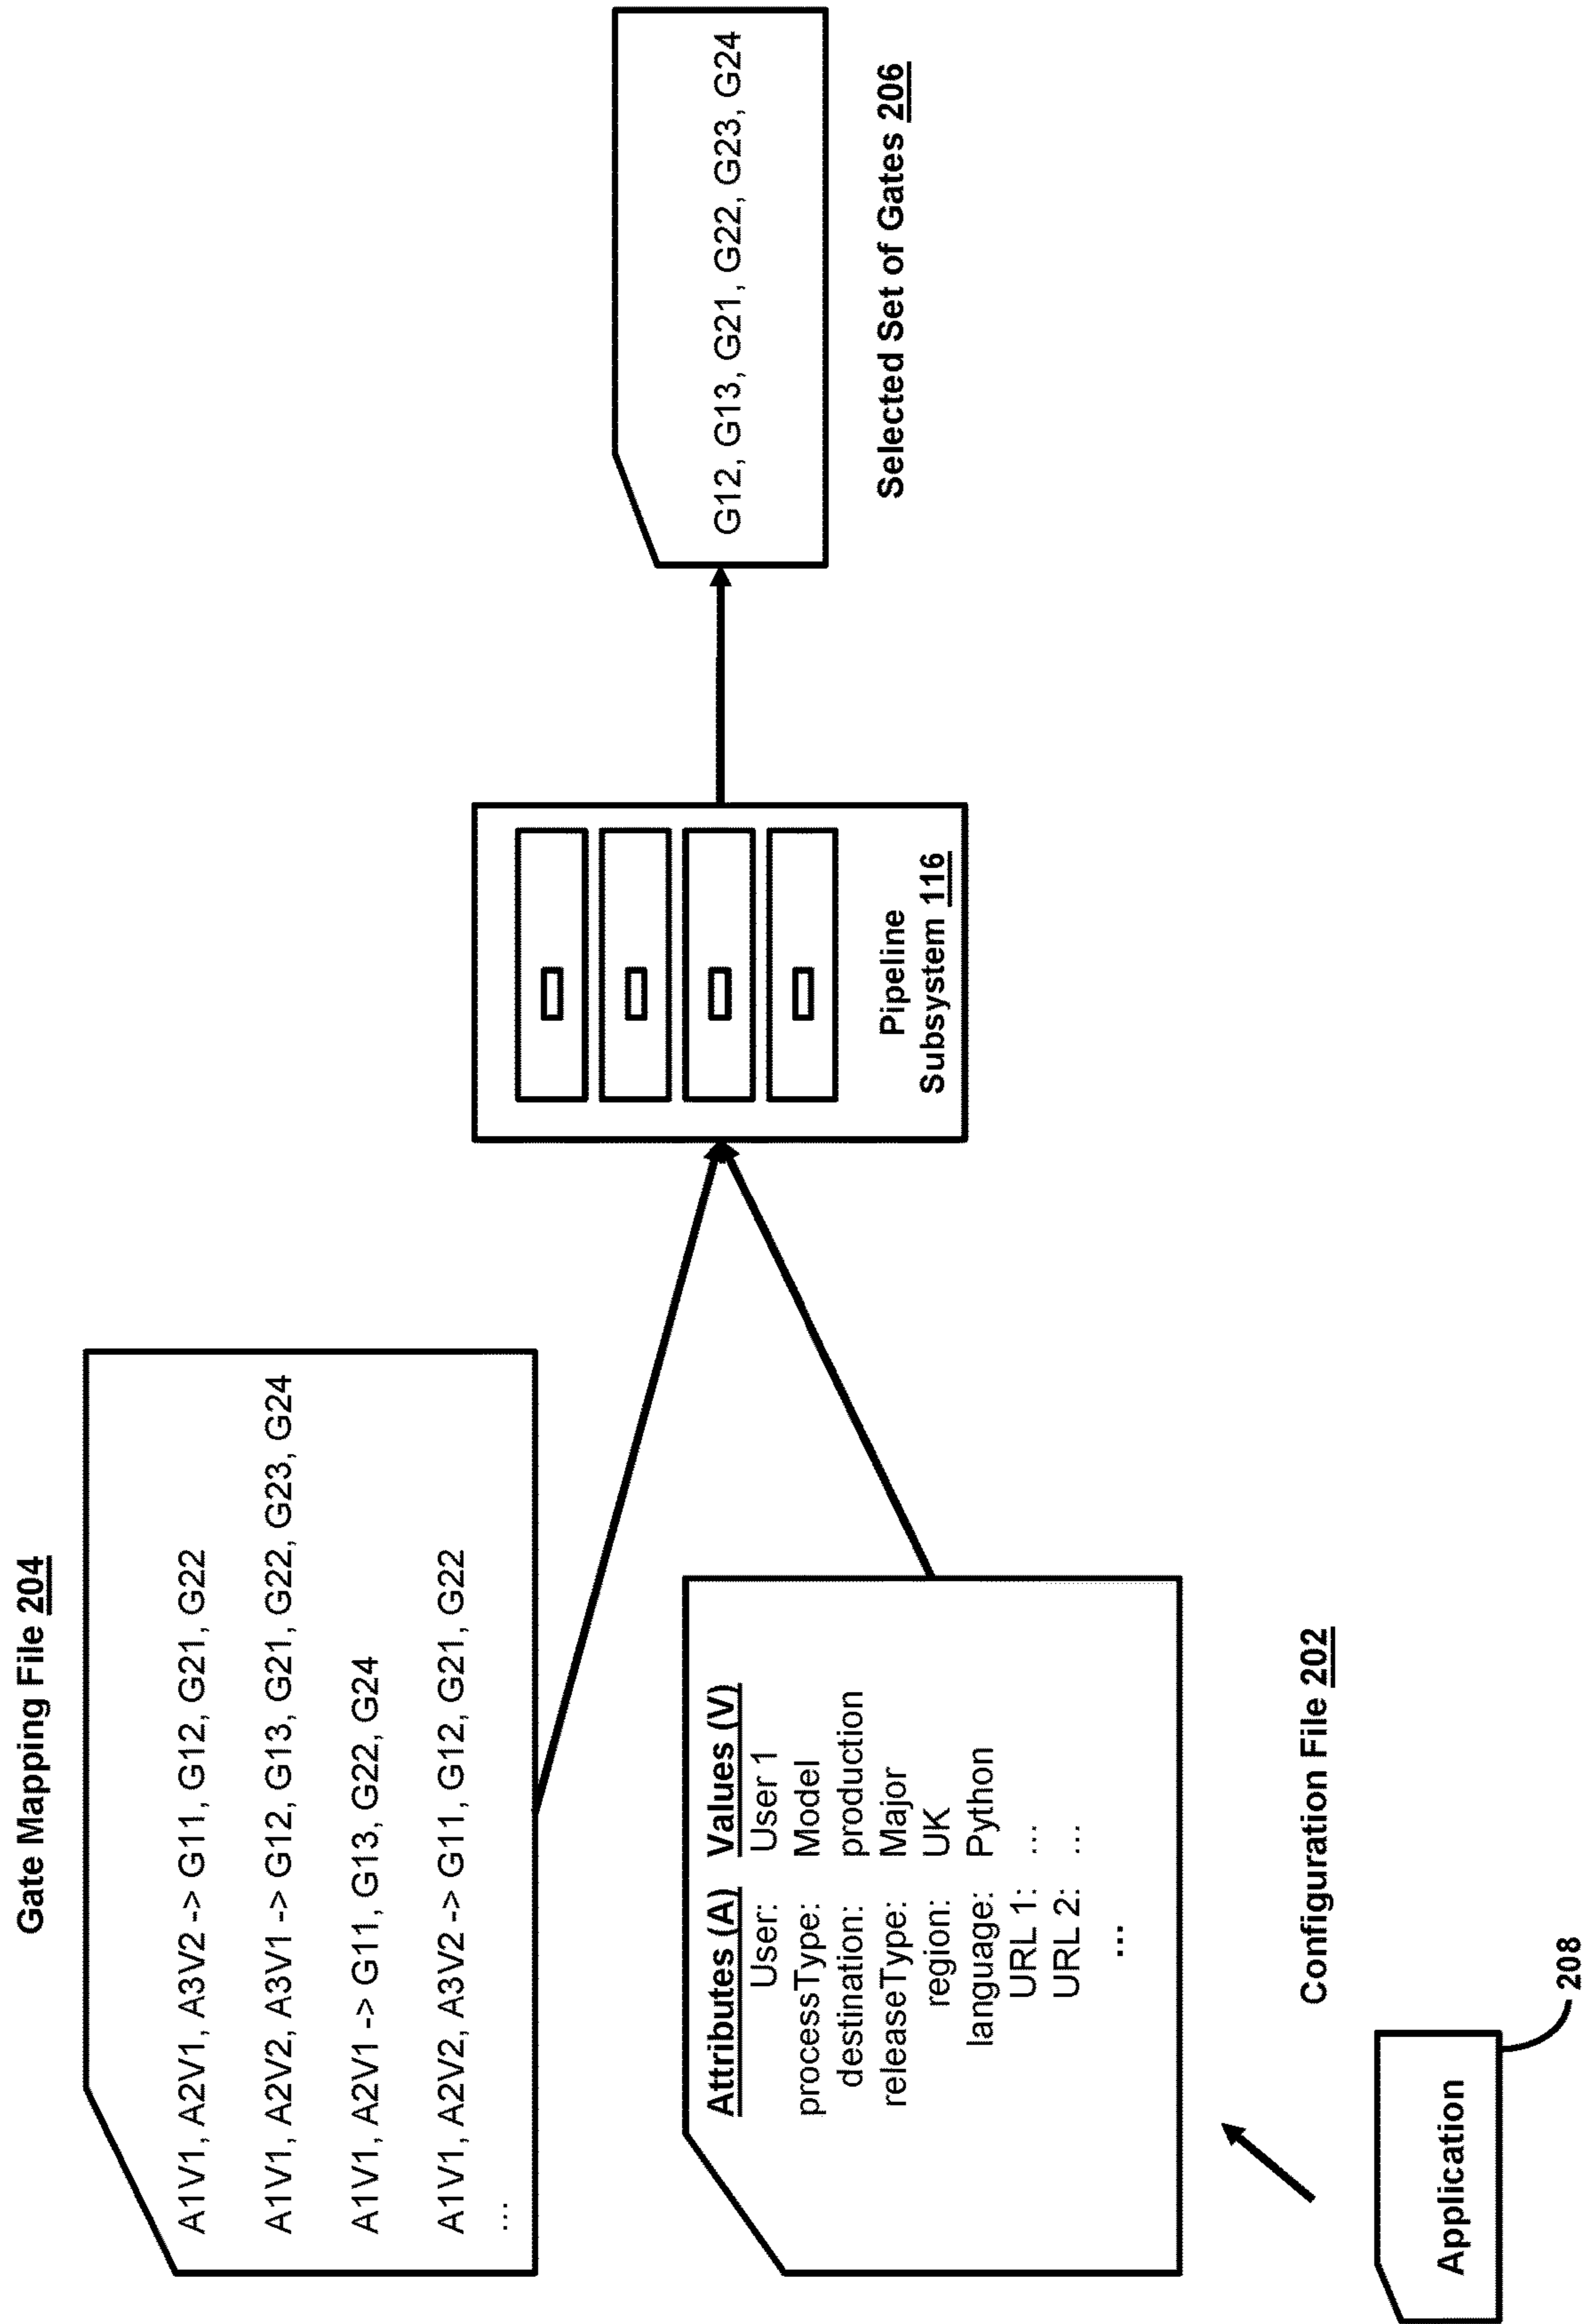 Gate Mapping File 204
A1V1, A2V1, A3V2 -> G11, G12, G21, G22
A1V1, A2V2, A3V1 -> G12, G13, G21, G22, G23, G24
A1V1, A2V1 -> G11, G13, G22, G24
A1V1, A2V2, A3V2 -> G11, G12, G21, G22
...
Attributes (A) Values (V)
User: User 1
processType: Model
destination: production
releaseType: Major
region: UK
language: Python
URL 1: ...
URL 2: ...
...
Configuration File 202
Application
208
Pipeline
Subsystem 116
G12, G13, G21, G22, G23, G24
Selected Set of Gates 206